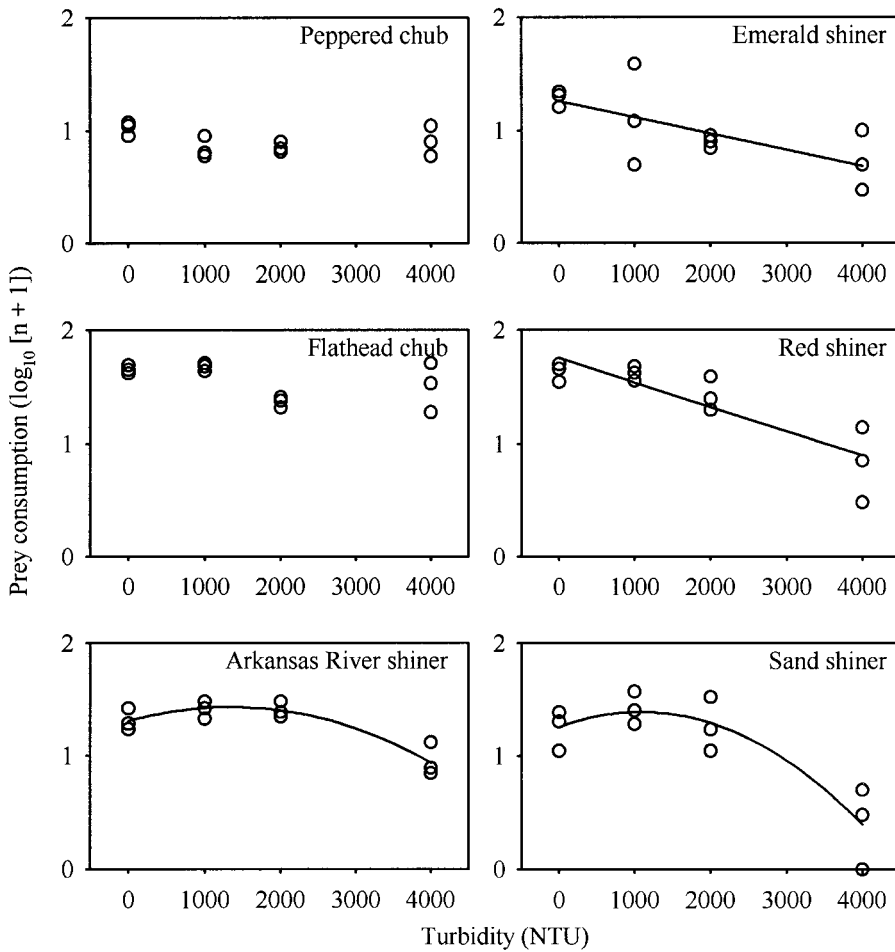 2
Peppered chub
1
0
0 1000 2000 3000 4000
2
Emerald shiner
1
0
0 1000 2000 3000 4000
2
Flathead chub
1
0
0 1000 2000 3000 4000
2
Red shiner
1
0
0 1000 2000 3000 4000
2
Arkansas River shiner
1
0
0 1000 2000 3000 4000
2
Sand shiner
1
0
0 1000 2000 3000 4000
Prey consumption (log₁₀ [n + 1])
Turbidity (NTU)